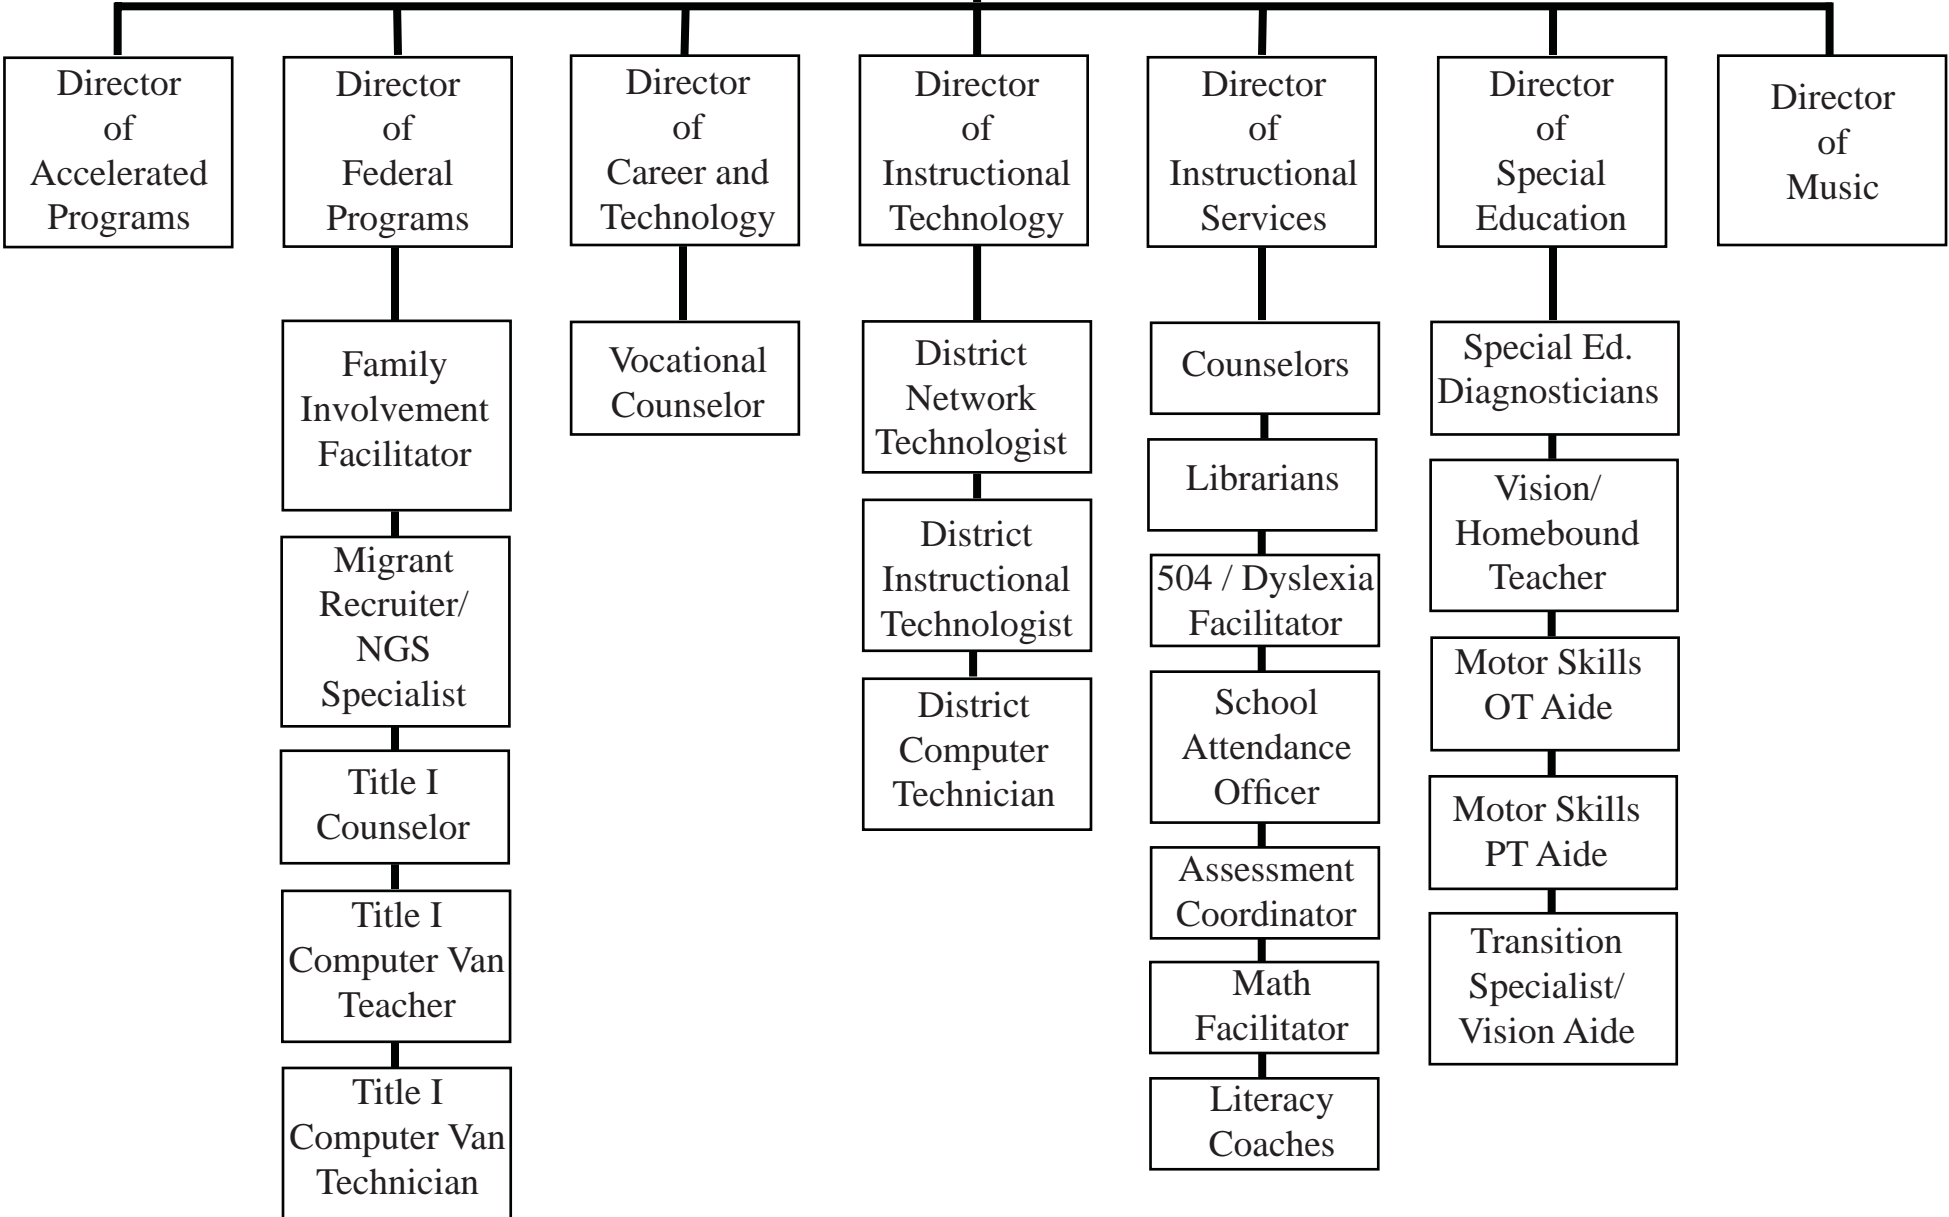 Director
of
Accelerated
Programs
Director
of
Federal
Programs
Director
of
Career and
Technology
Director
of
Instructional
Technology
Director
of
Instructional
Services
Director
of
Special
Education
Director
of
Music
Family
Involvement
Facilitator
Migrant
Recruiter/
NGS
Specialist
Title I
Counselor
Title I
Computer Van
Teacher
Title I
Computer Van
Technician
Vocational
Counselor
District
Network
Technologist
District
Instructional
Technologist
District
Computer
Technician
Counselors
Librarians
504 / Dyslexia
Facilitator
School
Attendance
Officer
Assessment
Coordinator
Math
Facilitator
Literacy
Coaches
Special Ed.
Diagnosticians
Vision/
Homebound
Teacher
Motor Skills
OT Aide
Motor Skills
PT Aide
Transition
Specialist/
Vision Aide